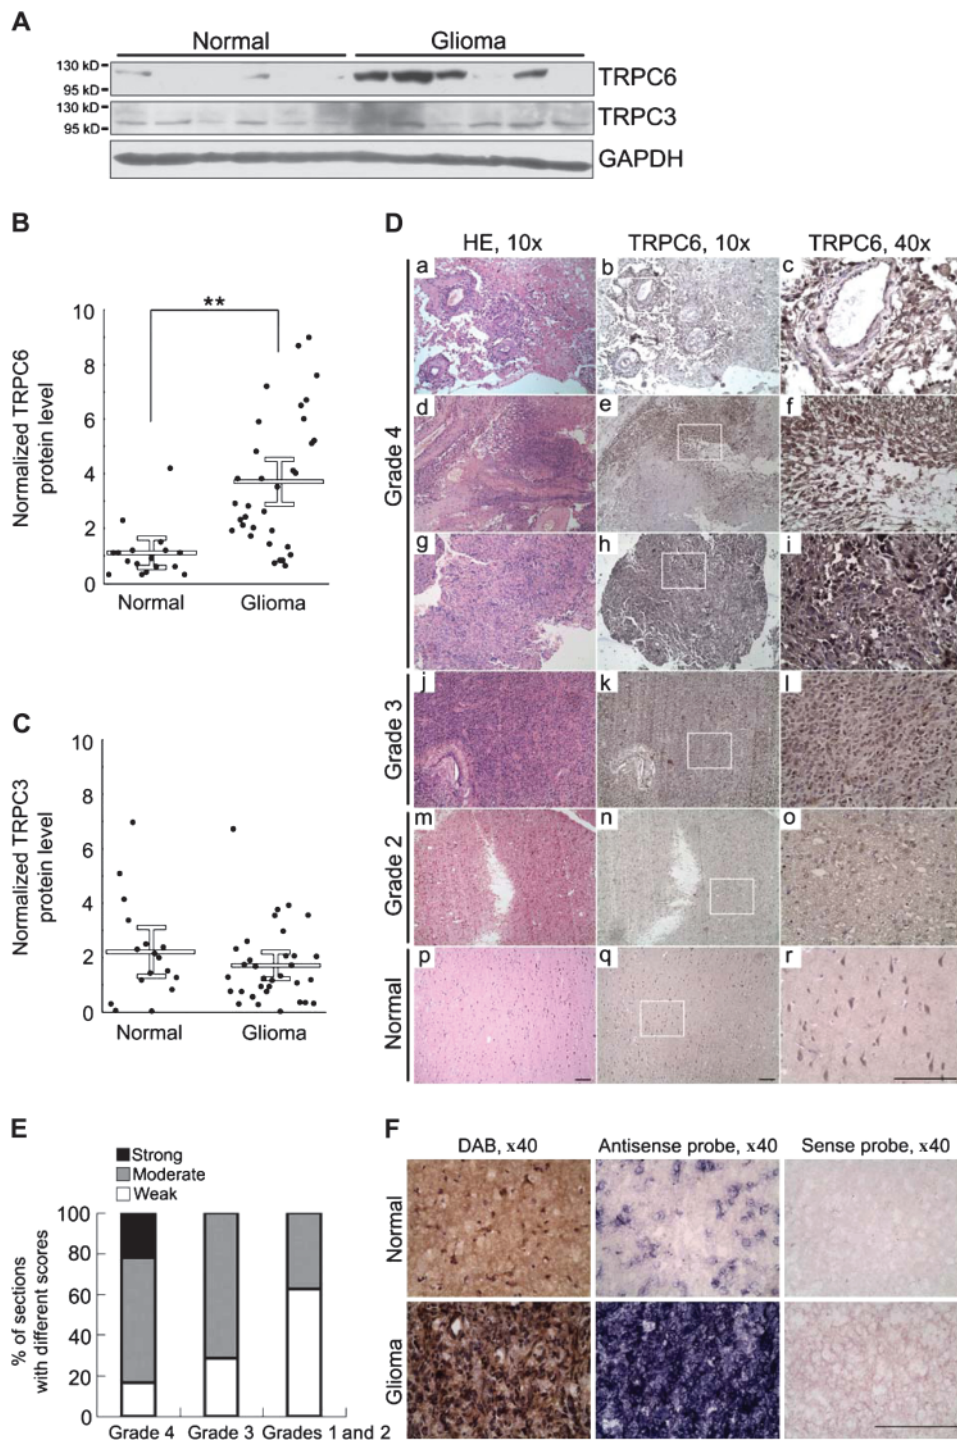 A
Normal Glioma
130 kD
95 kD
TRPC6
130 kD
95 kD
TRPC3
GAPDH
B
**
10
8
6
4
2
0
Normalized TRPC6
protein level
Normal Glioma
C
10
8
6
4
2
0
Normalized TRPC3
protein level
Normal Glioma
D
HE, 10x TRPC6, 10x TRPC6, 40x
Grade 4
a b c
d e f
g h i
Grade 3
j k l
Grade 2
m n o
Normal
p q r
E
Strong
Moderate
Weak
100
80
60
40
20
0
% of sections
with different scores
Grade 4 Grade 3 Grades 1 and 2
F
DAB, x40 Antisense probe, x40 Sense probe, x40
Normal
Glioma